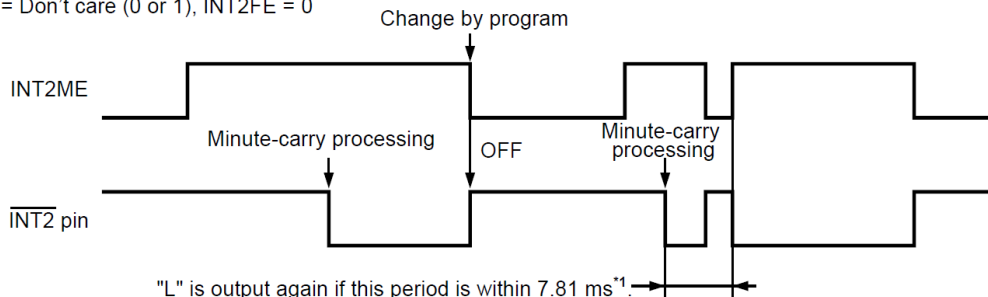 = Don't care (0 or 1), INT2FE = 0
Change by program
INT2ME
Minute-carry processing
OFF
Minute-carry
processing
INT2 pin
"L" is output again if this period is within 7.81 ms*1.